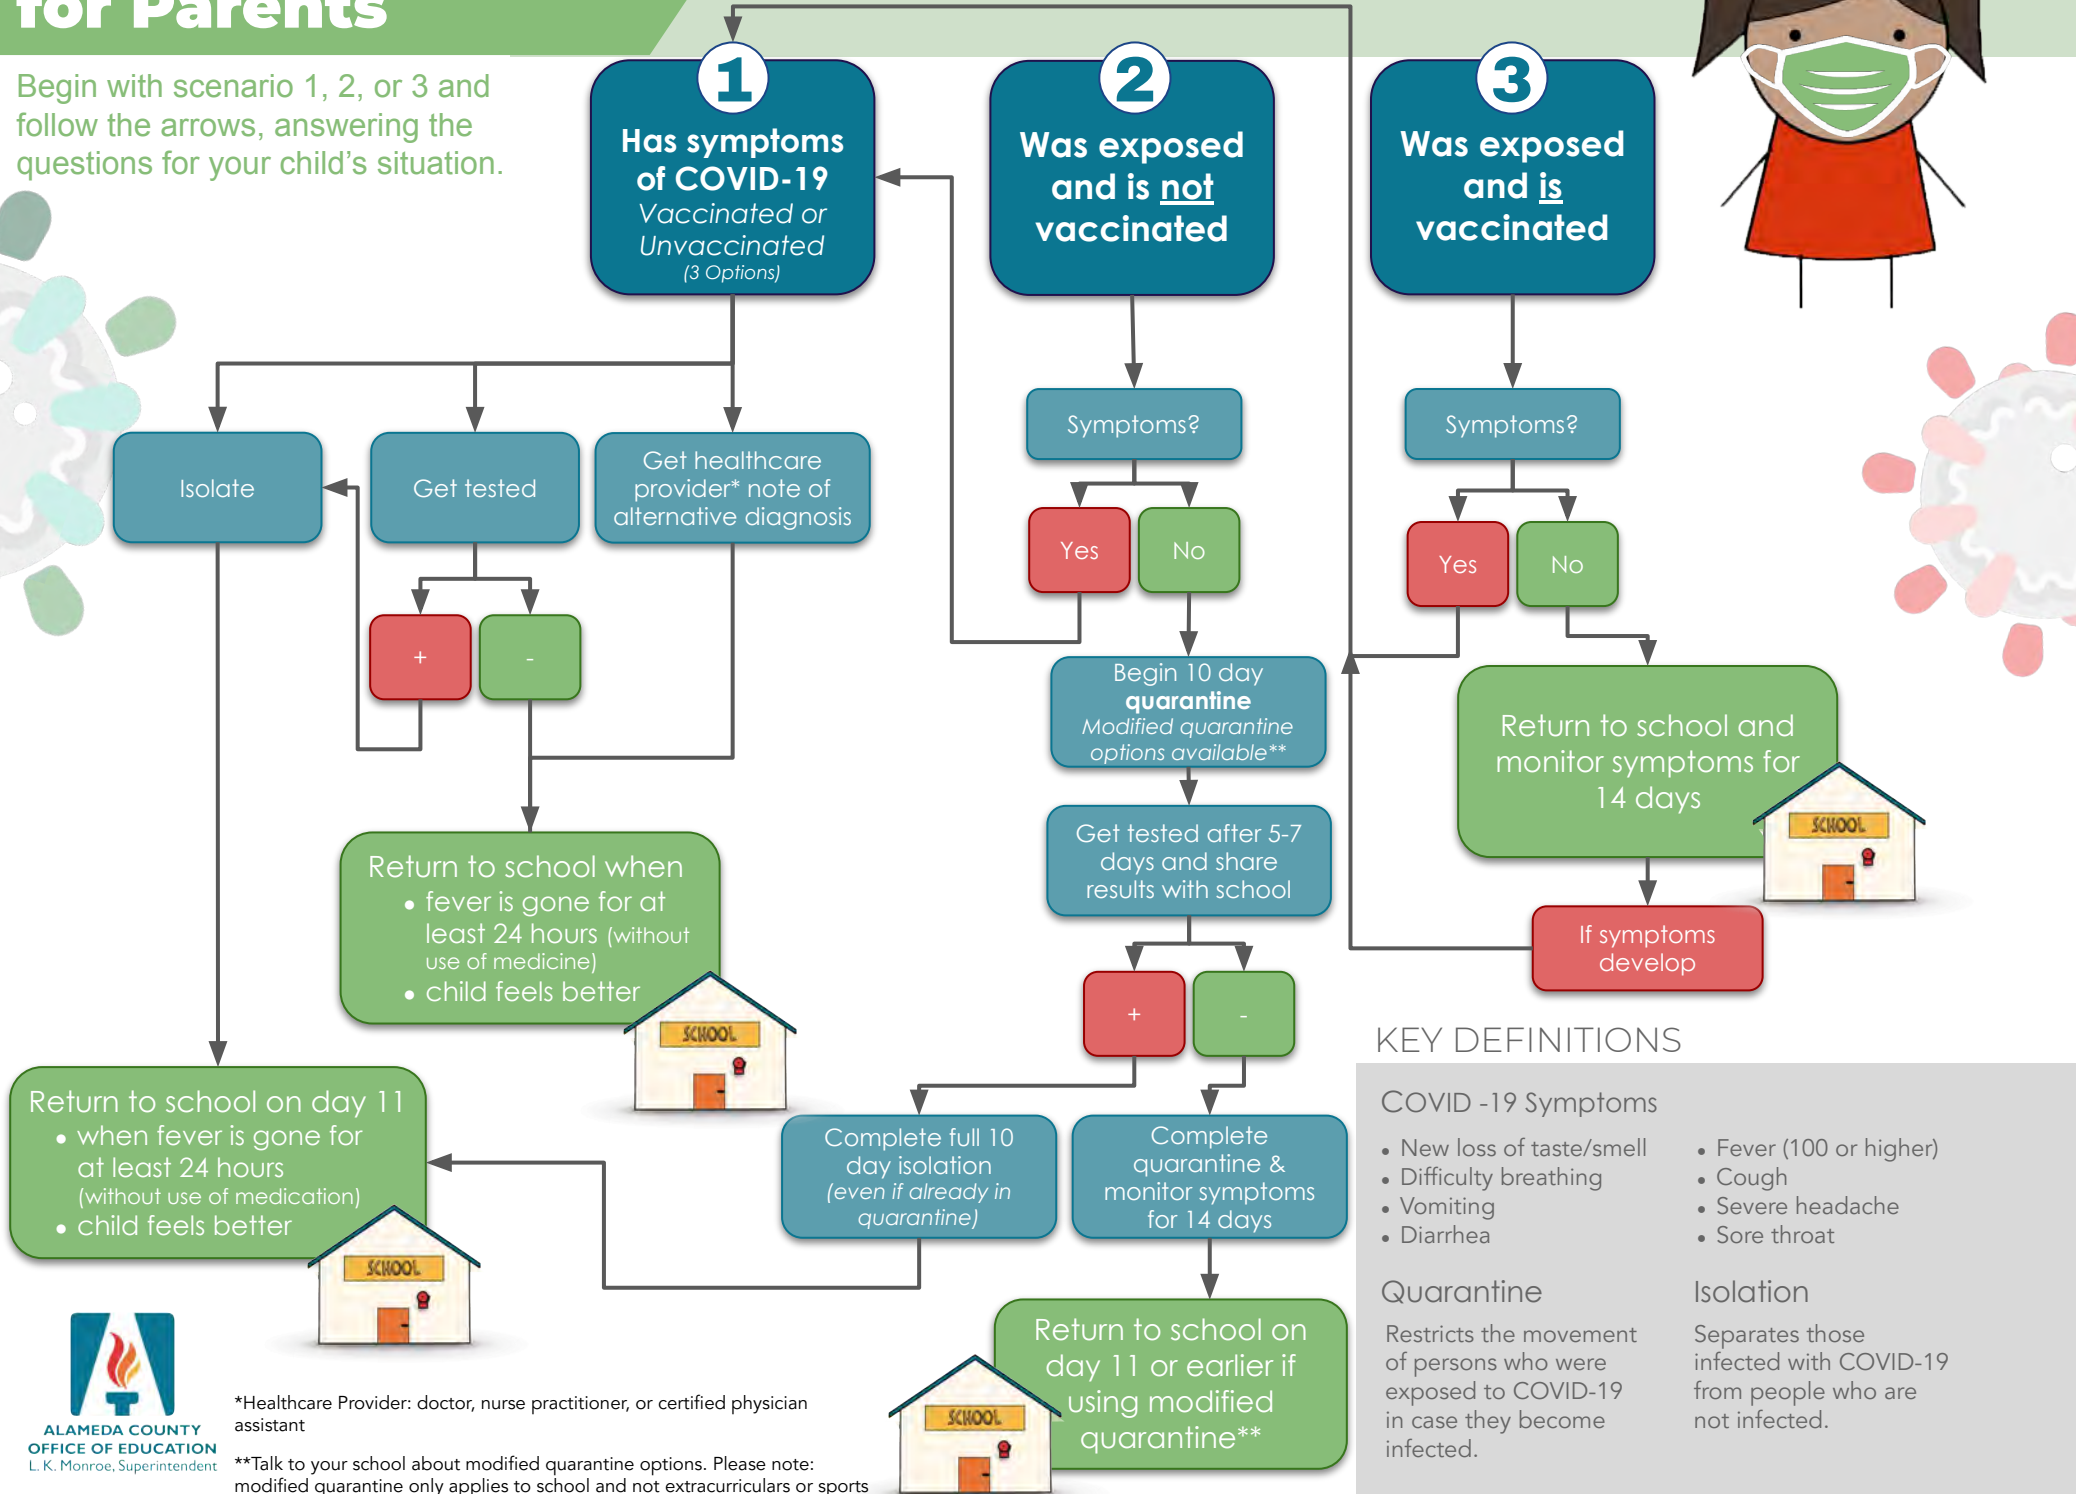 for Parents
Begin with scenario 1, 2, or 3 and
follow the arrows, answering the
questions for your child's situation.
1
Has symptoms
of COVID-19
Vaccinated or
Unvaccinated
(3 Options)
2
Was exposed
and is not
vaccinated
3
Was exposed
and is
vaccinated
Isolate
Get tested
Get healthcare
provider* note of
alternative diagnosis
+
-
Return to school when
• fever is gone for at
least 24 hours (without
use of medicine)
• child feels better
SCHOOL
Return to school on day 11
• when fever is gone for
at least 24 hours
(without use of medication)
• child feels better
SCHOOL
Symptoms?
Yes
No
Begin 10 day
quarantine
Modified quarantine
options available**
Get tested after 5-7
days and share
results with school
+
-
Complete full 10
day isolation
(even if already in
quarantine)
Complete
quarantine &
monitor symptoms
for 14 days
Return to school on
day 11 or earlier if
using modified
quarantine**
SCHOOL
Symptoms?
Yes
No
Return to school and
monitor symptoms for
14 days
SCHOOL
If symptoms
develop
KEY DEFINITIONS
COVID -19 Symptoms
• New loss of taste/smell
• Difficulty breathing
• Vomiting
• Diarrhea
• Fever (100 or higher)
• Cough
• Severe headache
• Sore throat
Quarantine
Restricts the movement
of persons who were
exposed to COVID-19
in case they become
infected.
Isolation
Separates those
infected with COVID-19
from people who are
not infected.
ALAMEDA COUNTY
OFFICE OF EDUCATION
L. K. Monroe, Superintendent
*Healthcare Provider: doctor, nurse practitioner, or certified physician
assistant
**Talk to your school about modified quarantine options. Please note:
modified quarantine only applies to school and not extracurriculars or sports